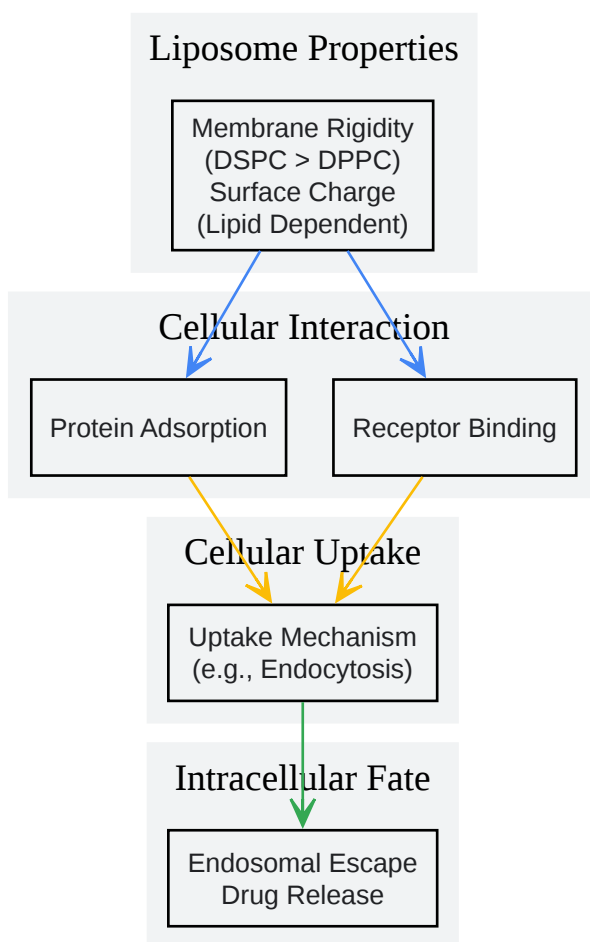 Liposome Properties
Membrane Rigidity
(DSPC > DPPC)
Surface Charge
(Lipid Dependent)
Cellular Interaction
Protein Adsorption
Receptor Binding
Cellular Uptake
Uptake Mechanism
(e.g., Endocytosis)
Intracellular Fate
Endosomal Escape
Drug Release